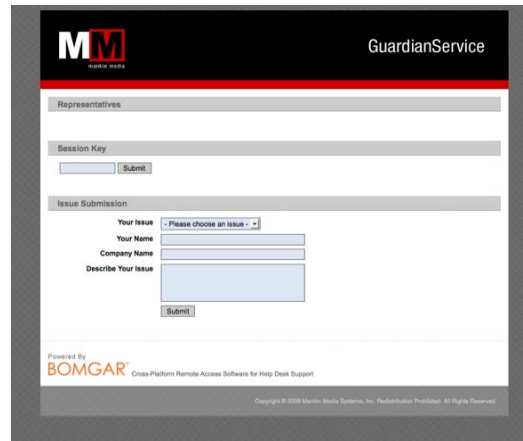 MM
mankin media
GuardianService
Representatives
Session Key
Submit
Issue Submission
Your Issue - Please choose an issue -
Your Name
Company Name
Describe Your Issue
Submit
Powered By
BOMGAR™ Cross-Platform Remote Access Software for Help Desk Support
Copyright © 2009 Mankin Media Systems, Inc. Redistribution Prohibited. All Rights Reserved.